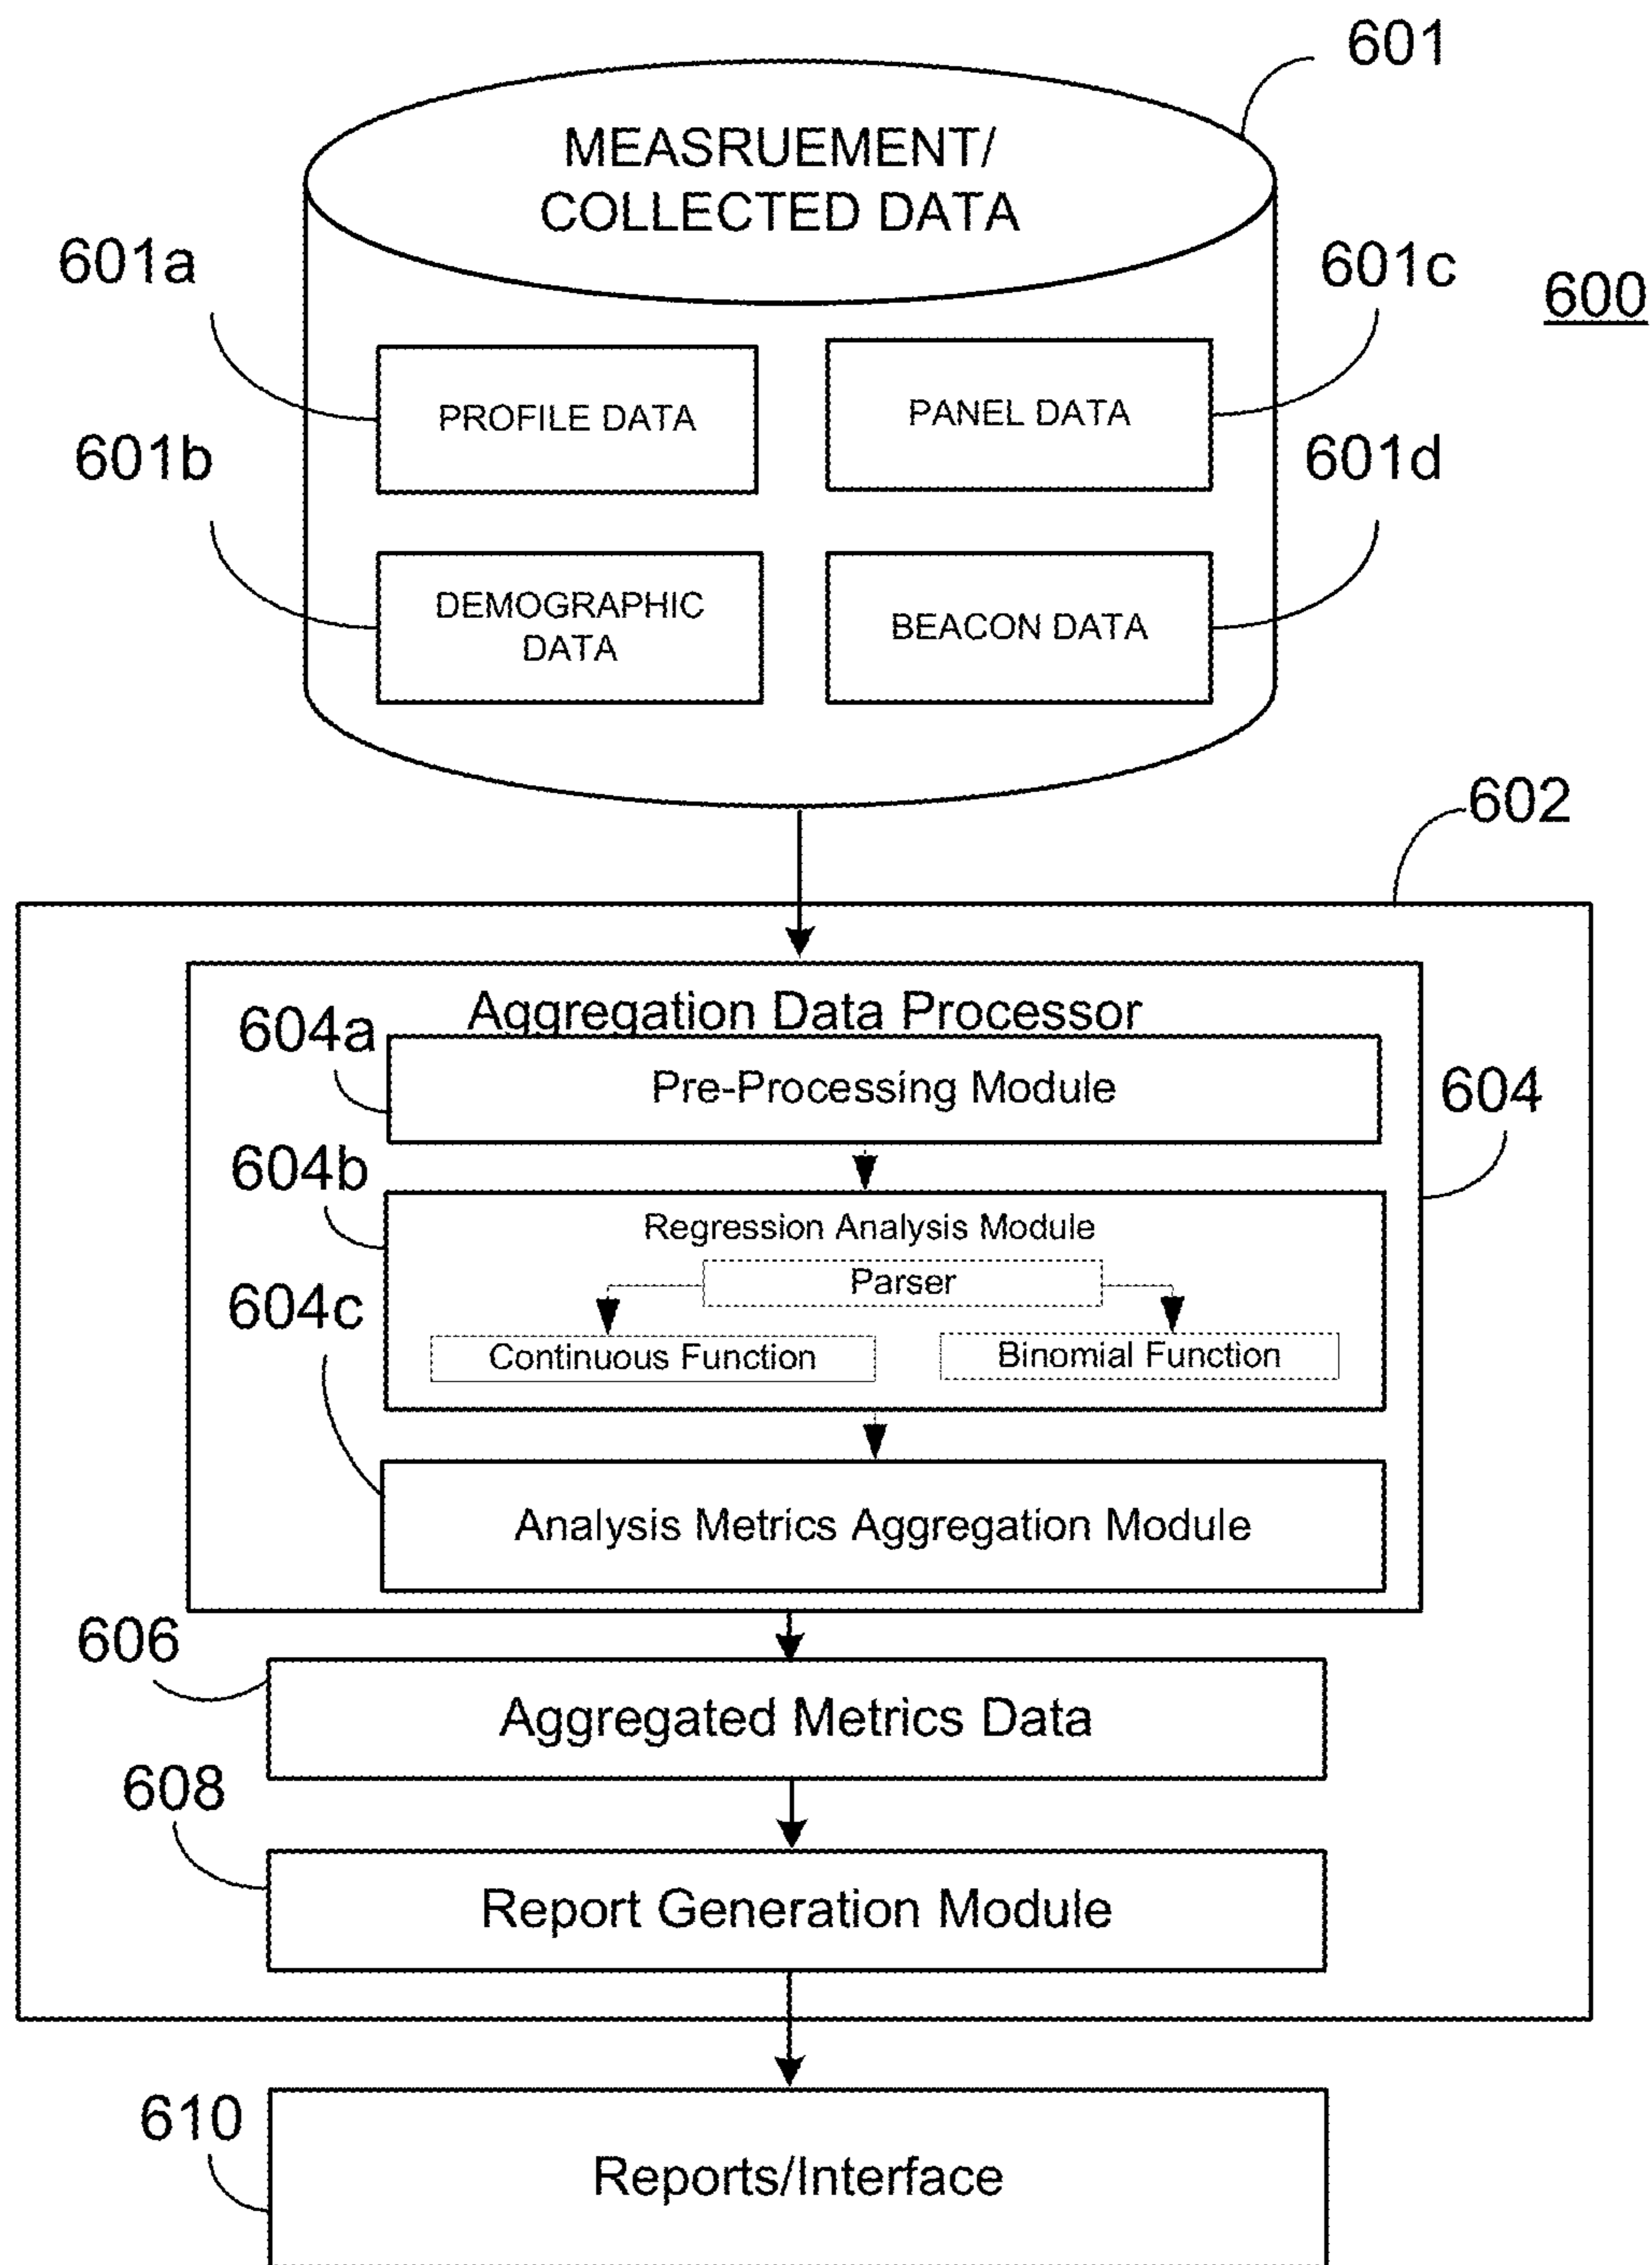 601
MEASRUEMENT/
COLLECTED DATA
601a
601c
600
PROFILE DATA
PANEL DATA
601b
601d
DEMOGRAPHIC
DATA
BEACON DATA
602
Aggregation Data Processor
604a
Pre-Processing Module
604
604b
Regression Analysis Module
Parser
604c
Continuous Function
Binomial Function
Analysis Metrics Aggregation Module
606
Aggregated Metrics Data
608
Report Generation Module
610
Reports/Interface